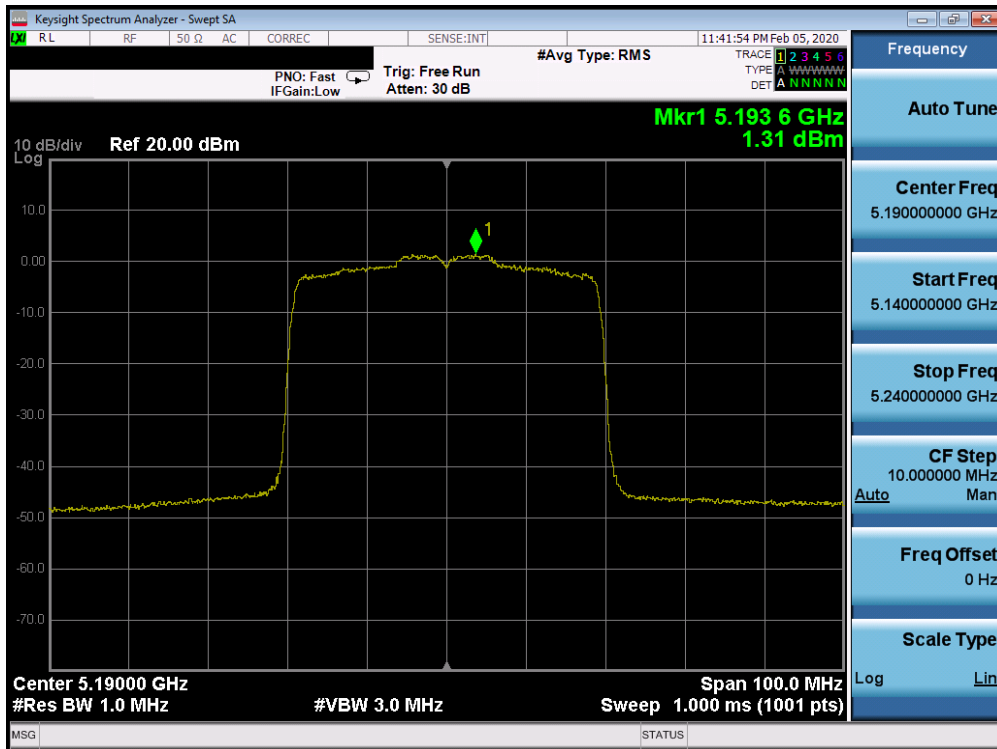 Keysight Spectrum Analyzer - Swept SA
LXI RL RF 50 Ω AC CORREC SENSE:INT 11:41:54 PM Feb 05, 2020
#Avg Type: RMS
TRACE 1 2 3 4 5 6
PNO: Fast Trig: Free Run
TYPE A WWWWW
IFGain:Low Atten: 30 dB
DET A N N N N N
Mkr1 5.193 6 GHz
1.31 dBm
10 dB/div Ref 20.00 dBm
Log
1
10.0
0.00
-10.0
-20.0
-30.0
-40.0
-50.0
-60.0
-70.0
Center 5.19000 GHz Span 100.0 MHz
#Res BW 1.0 MHz #VBW 3.0 MHz Sweep 1.000 ms (1001 pts)
MSG STATUS
Frequency
Auto Tune
Center Freq
5.190000000 GHz
Start Freq
5.140000000 GHz
Stop Freq
5.240000000 GHz
CF Step
10.000000 MHz
Auto Man
Freq Offset
0 Hz
Scale Type
Log Lin